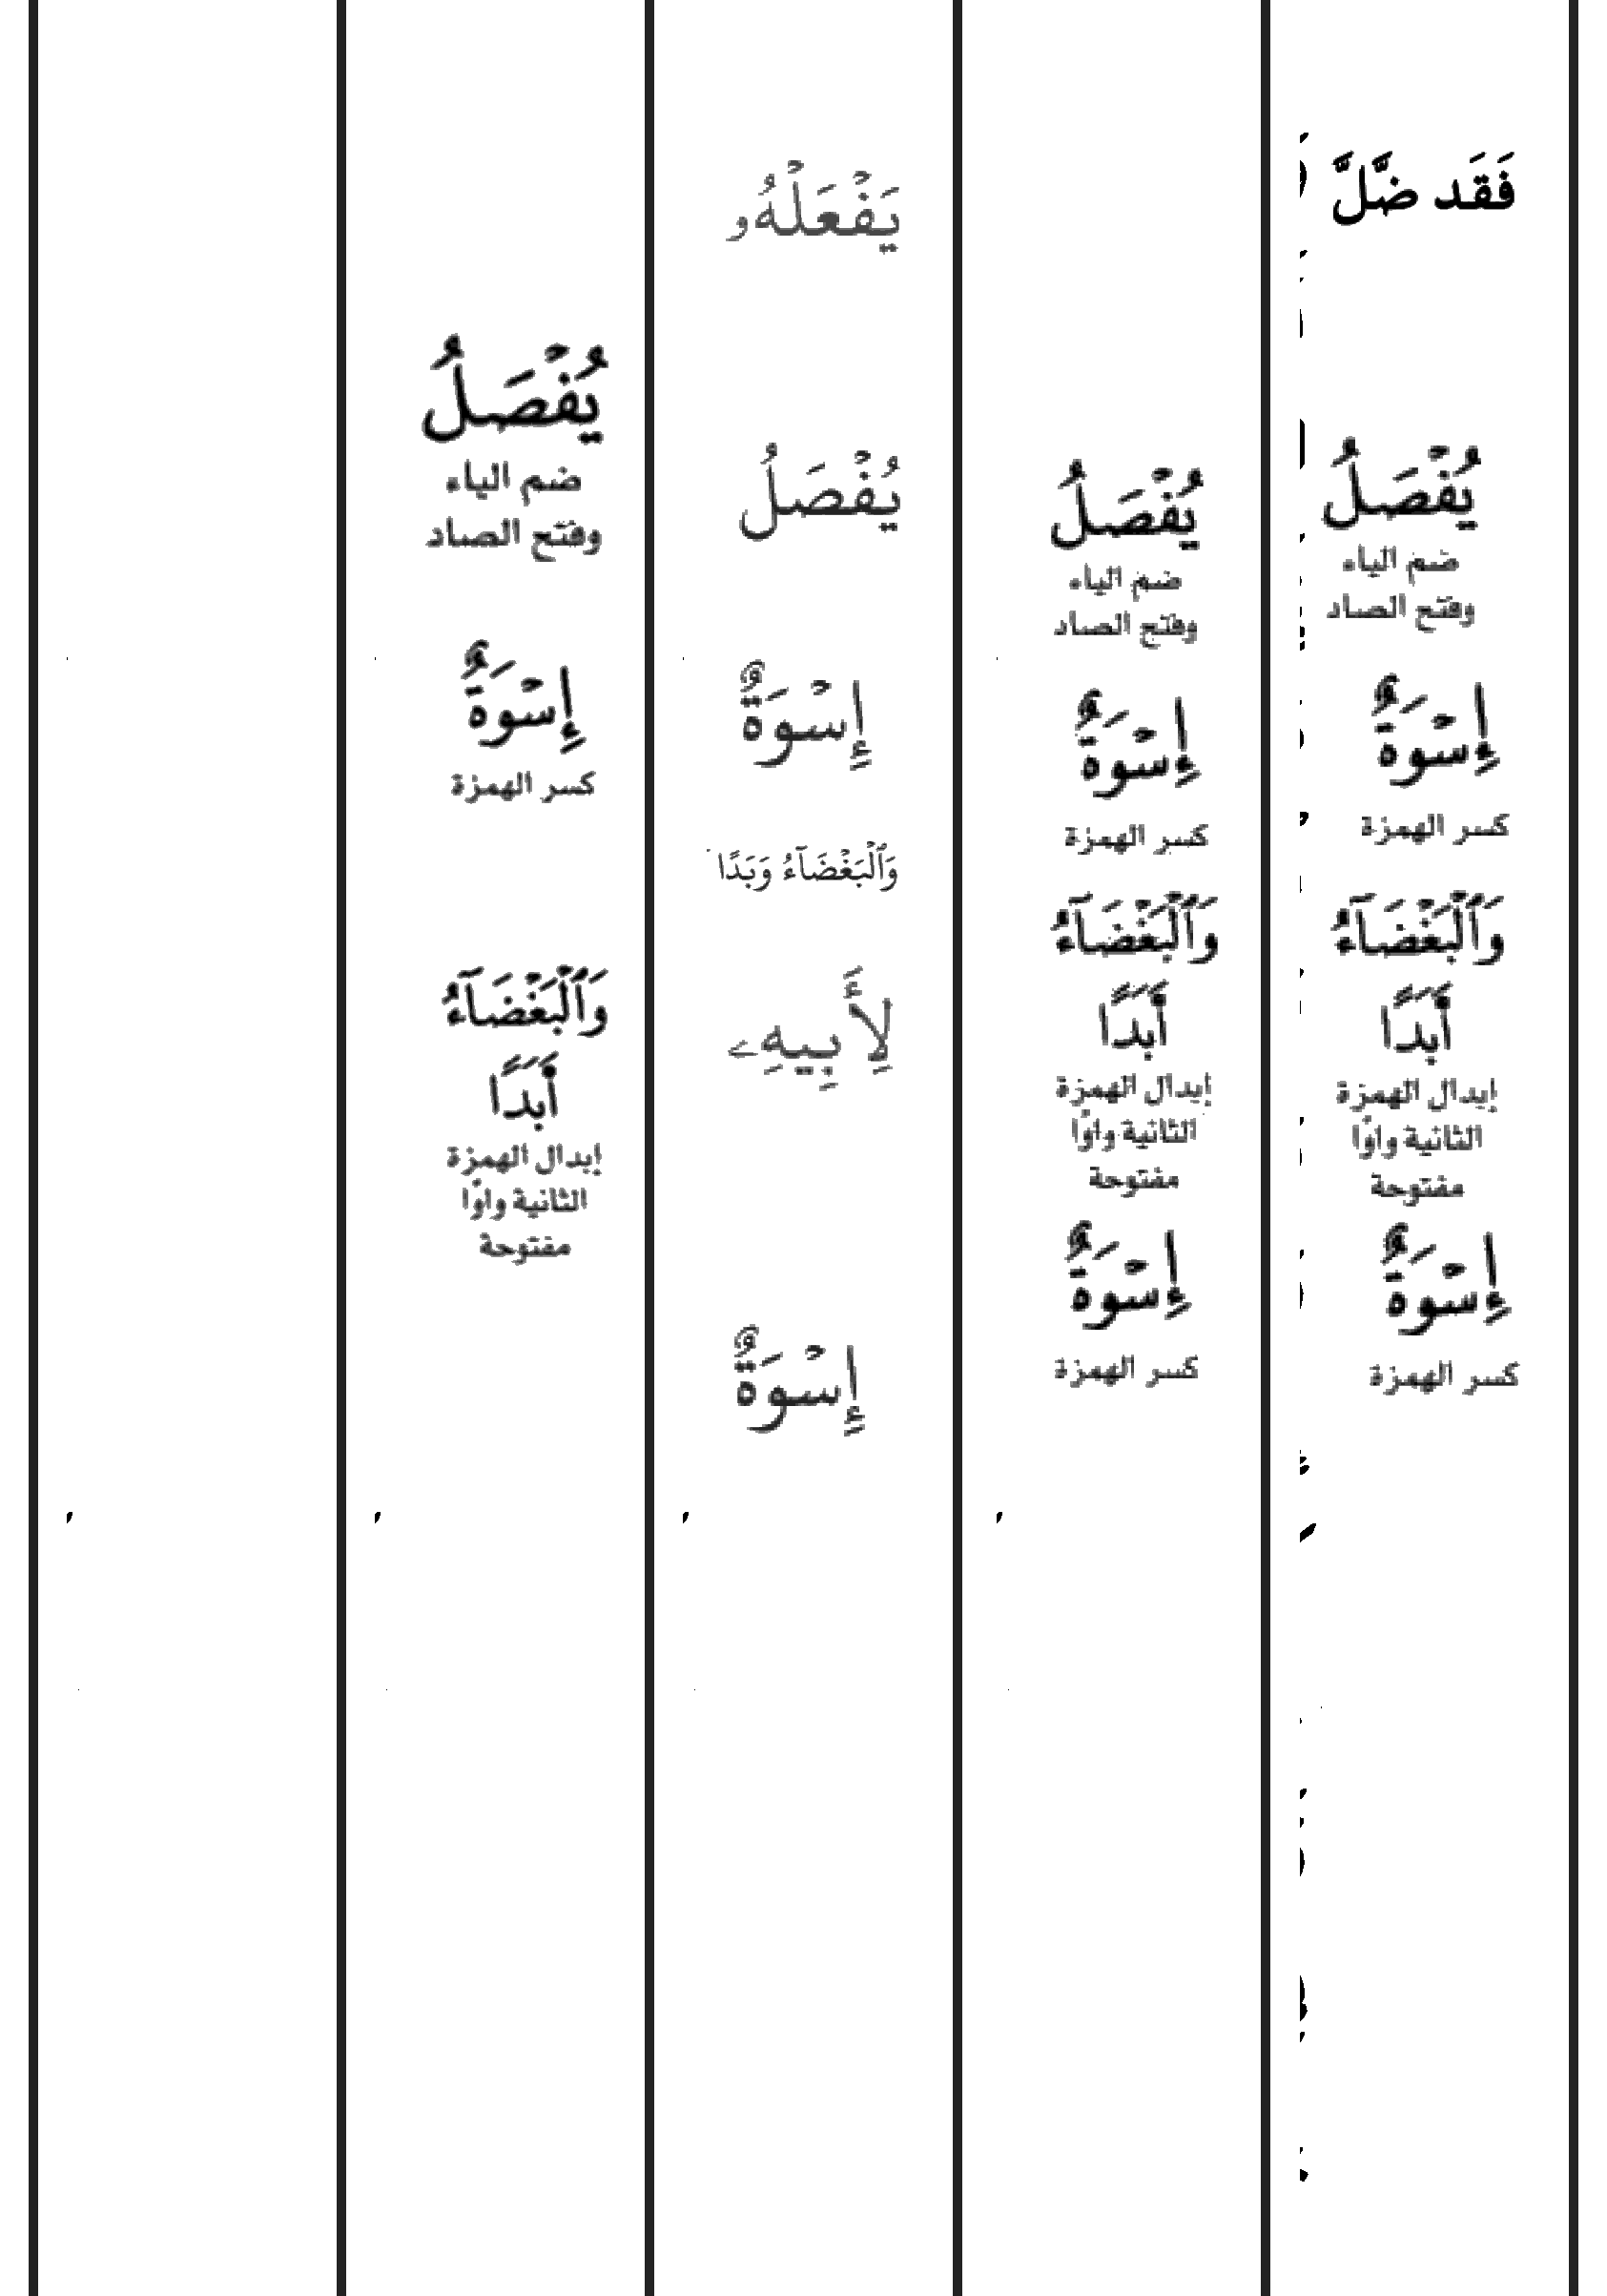 فَقَد ضَّلَّ
يُفْصَلُ
ضم الياء
وفتح الصاد
إِسْوَةٌ
كسر الهمزة
وَٱلْبَغْضَآءُ
أَبَدًا
إبدال الهمزة
الثانية واوًا
مفتوحة
إِسْوَةٌ
كسر الهمزة
يُفْصَلُ
ضم الياء
وفتح الصاد
إِسْوَةٌ
كسر الهمزة
وَٱلْبَغْضَآءُ
أَبَدًا
إبدال الهمزة
الثانية واوًا
مفتوحة
إِسْوَةٌ
كسر الهمزة
يَفْعَلْهُۥ
يُفْصَلُ
إِسْوَةٌ
وَٱلْبَغْضَآءُ وَبَدًا
لِأَبِيهِۦ
إِسْوَةٌ
يُفْصَلُ
ضم الياء
وفتح الصاد
إِسْوَةٌ
كسر الهمزة
وَٱلْبَغْضَآءُ
أَبَدًا
إبدال الهمزة
الثانية واوًا
مفتوحة